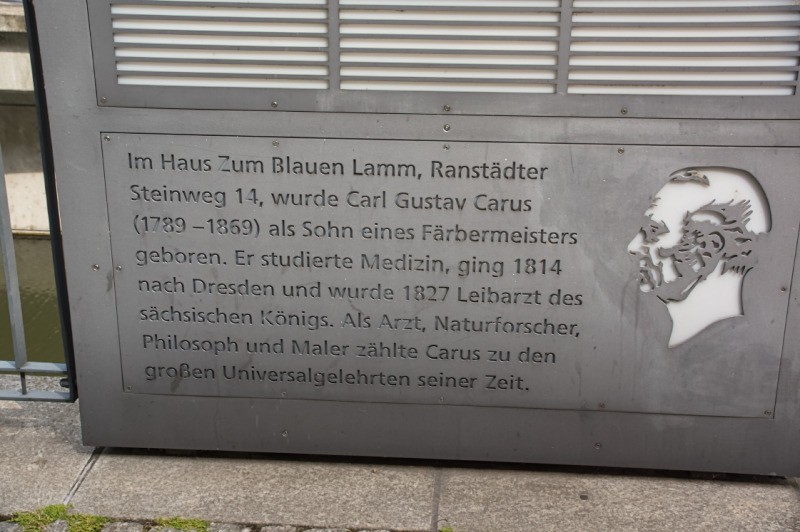 Im Haus Zum Blauen Lamm, Ranstädter
Steinweg 14, wurde Carl Gustav Carus
(1789 – 1869) als Sohn eines Färbermeisters
geboren. Er studierte Medizin, ging 1814
nach Dresden und wurde 1827 Leibarzt des
sächsischen Königs. Als Arzt, Naturforscher,
Philosoph und Maler zählte Carus zu den
großen Universalgelehrten seiner Zeit.